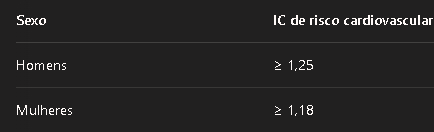 Sexo IC de risco cardiovascular
Homens ≥ 1,25
Mulheres ≥ 1,18